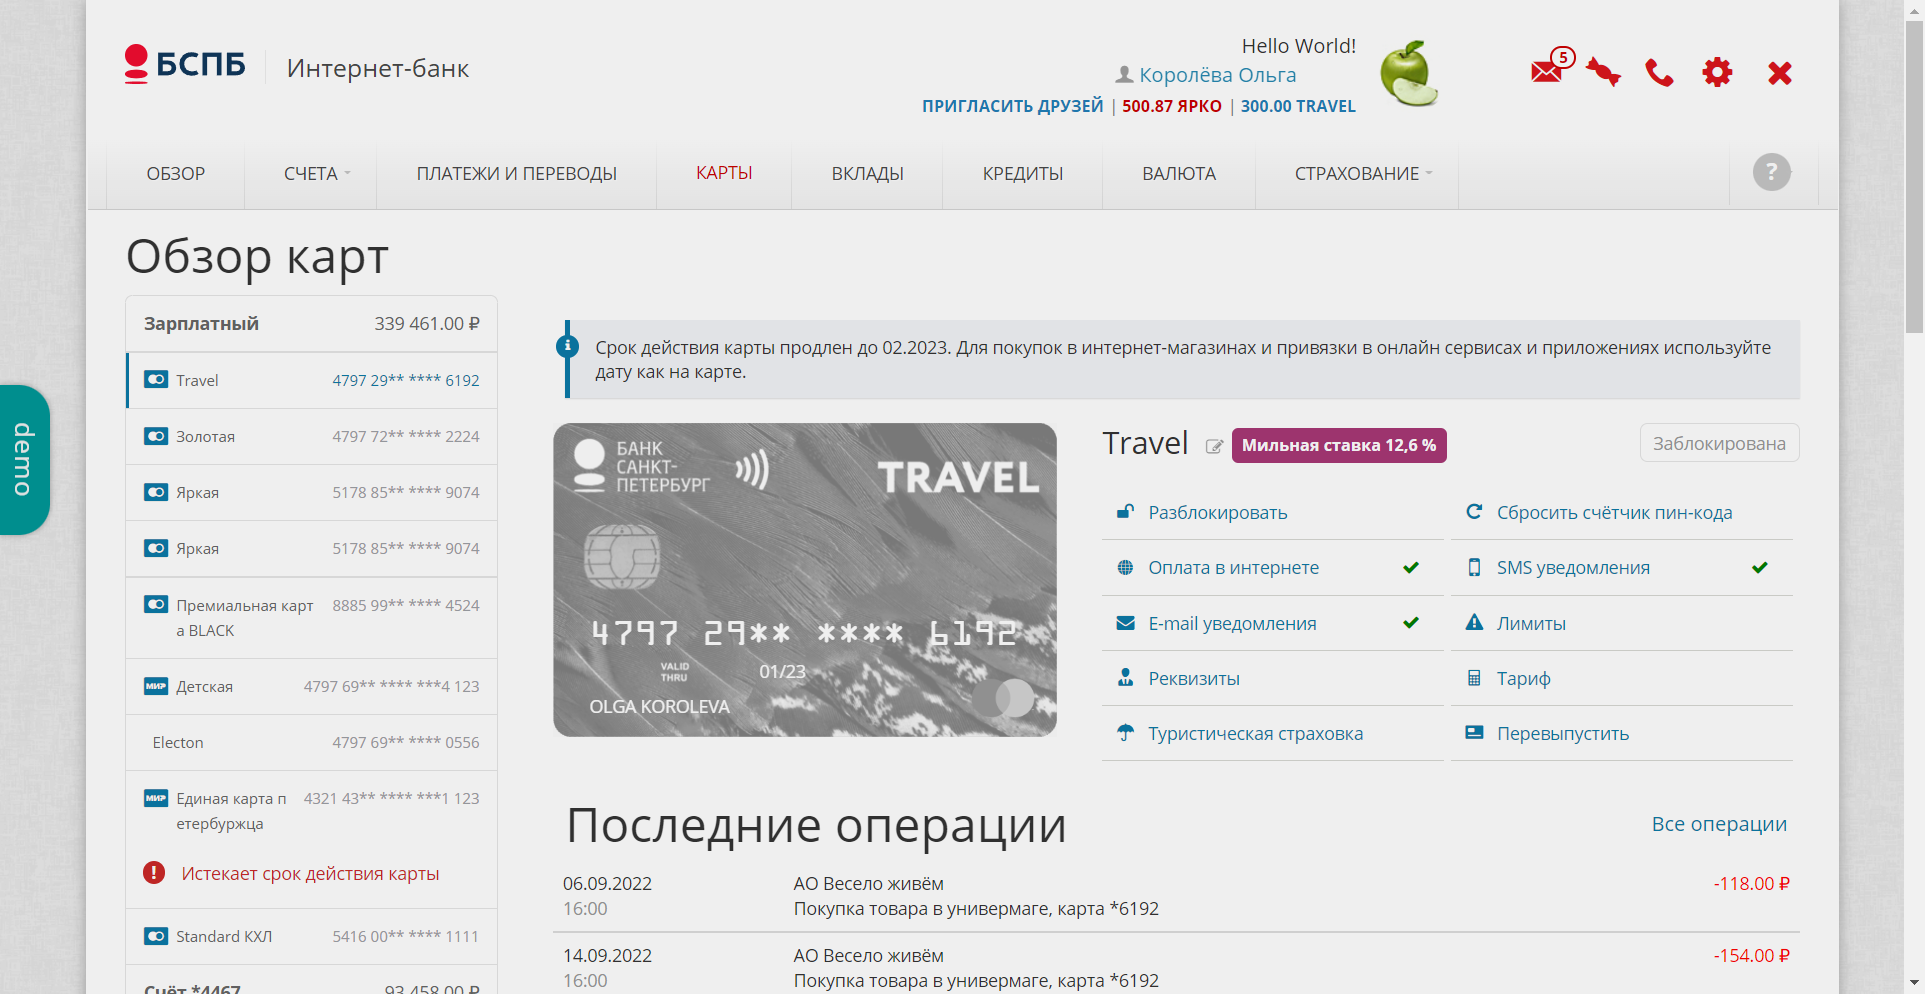 БСПБ
Интернет-банк
Hello World!
Королёва Ольга
ПРИГЛАСИТЬ ДРУЗЕЙ | 500.87 ЯРКО | 300.00 TRAVEL
5
ОБЗОР
СЧЕТА
ПЛАТЕЖИ И ПЕРЕВОДЫ
КАРТЫ
ВКЛАДЫ
КРЕДИТЫ
ВАЛЮТА
СТРАХОВАНИЕ
?
demo
Обзор карт
Зарплатный 339 461.00 ₽
Travel 4797 29** **** 6192
Золотая 4797 72** **** 2224
Яркая 5178 85** **** 9074
Яркая 5178 85** **** 9074
Премиальная карт 8885 99** **** 4524
а BLACK
МИР Детская 4797 69** **** ***4 123
Electon 4797 69** **** 0556
МИР Единая карта п 4321 43** **** ***1 123
етербуржца
! Истекает срок действия карты
Standard КХЛ 5416 00** **** 1111
Счёт *4467 93 458.00 ₽
Срок действия карты продлен до 02.2023. Для покупок в интернет-магазинах и привязки в онлайн сервисах и приложениях используйте
дату как на карте.
БАНК
САНКТ-
ПЕТЕРБУРГ
TRAVEL
4797 29** **** 6192
VALID
THRU
01/23
OLGA KOROLEVA
Travel
Мильная ставка 12,6 %
Заблокирована
Разблокировать
Сбросить счётчик пин-кода
Оплата в интернете
SMS уведомления
E-mail уведомления
Лимиты
Реквизиты
Тариф
Туристическая страховка
Перевыпустить
Последние операции
Все операции
06.09.2022 АО Весело живём -118.00 ₽
16:00 Покупка товара в универмаге, карта *6192
14.09.2022 АО Весело живём -154.00 ₽
16:00 Покупка товара в универмаге, карта *6192